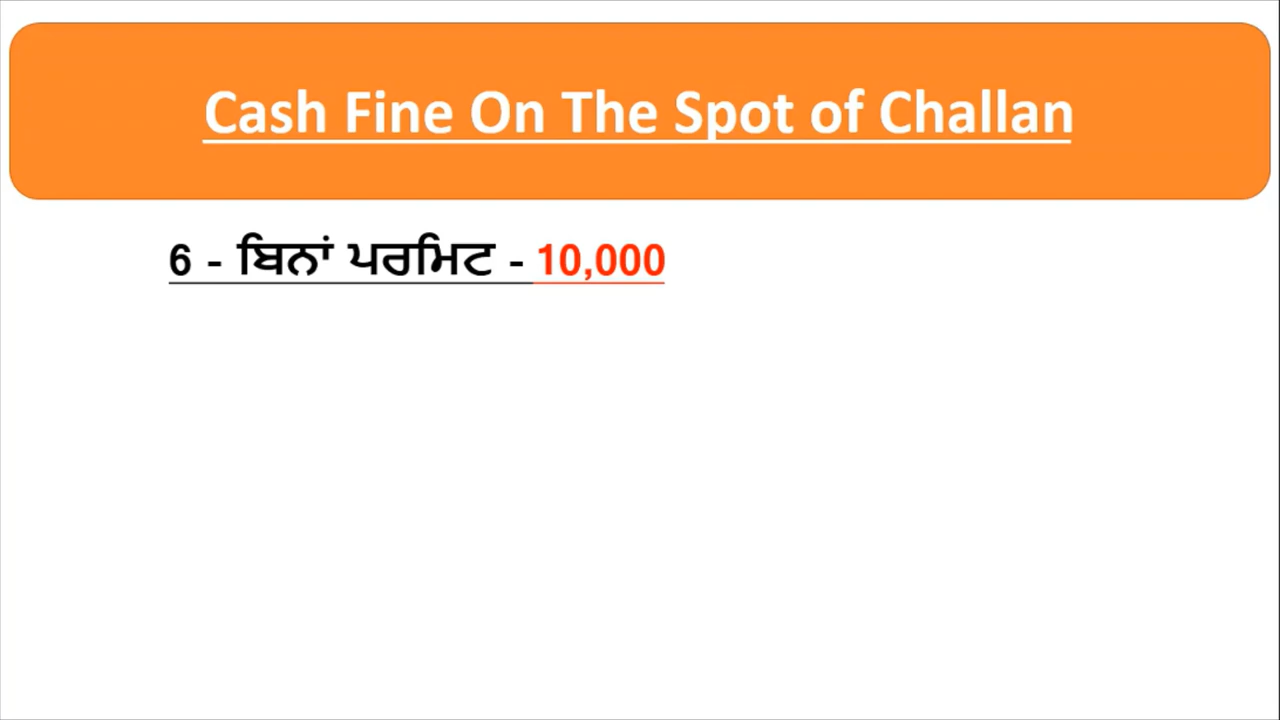 Cash Fine On The Spot of Challan
6 - ਬਿਨਾਂ ਪਰਮਿਟ - 10,000